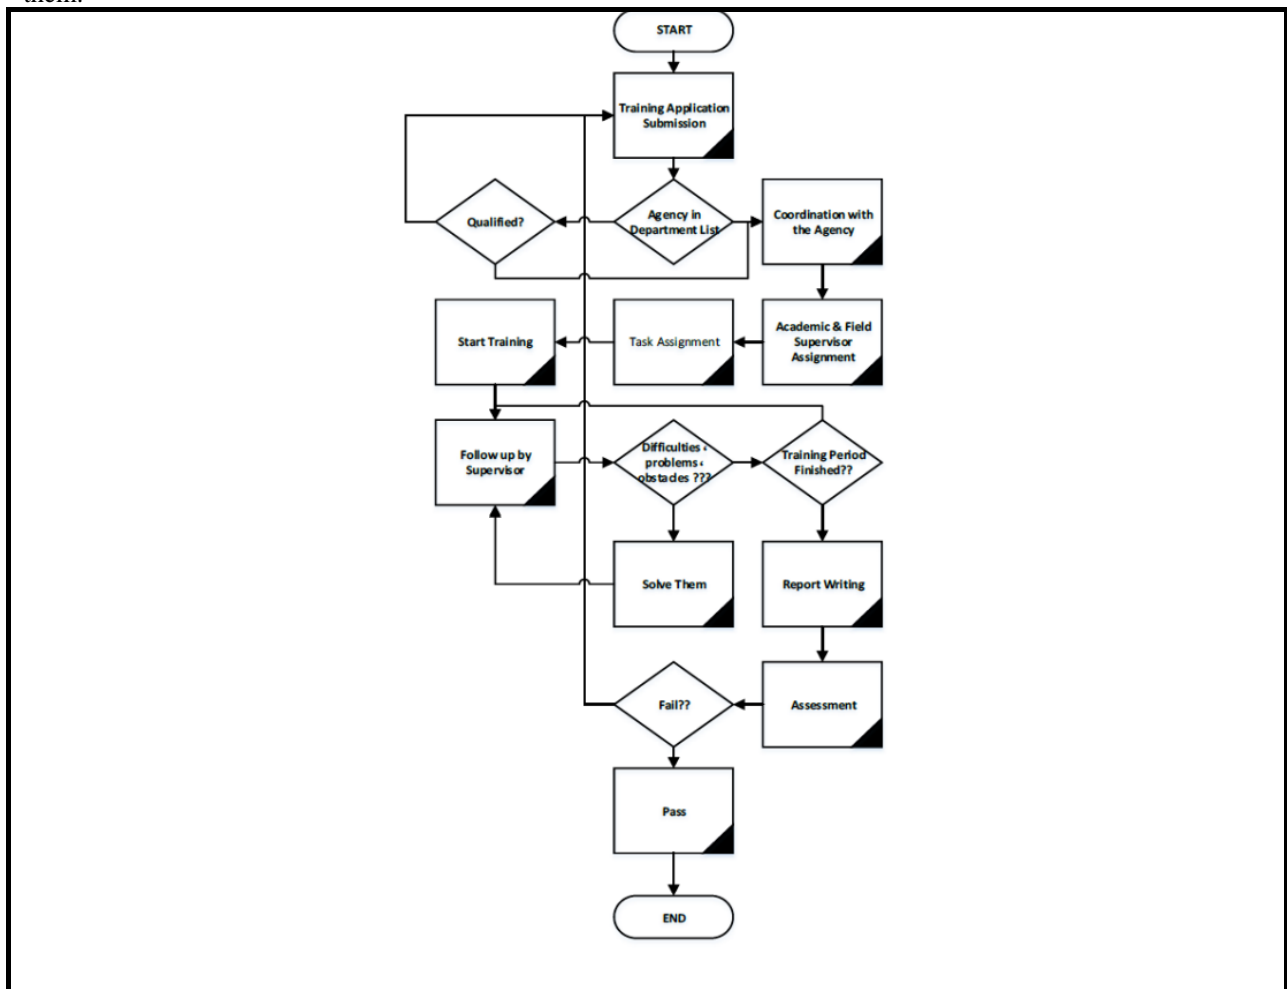 them.
START
Training Application
Submission
Qualified?
Agency in
Department List
Coordination with
the Agency
Start Training
Task Assignment
Academic & Field
Supervisor
Assignment
Follow up by
Supervisor
Difficulties ،
problems ،
obstacles ???
Training Period
Finished??
Solve Them
Report Writing
Fail??
Assessment
Pass
END